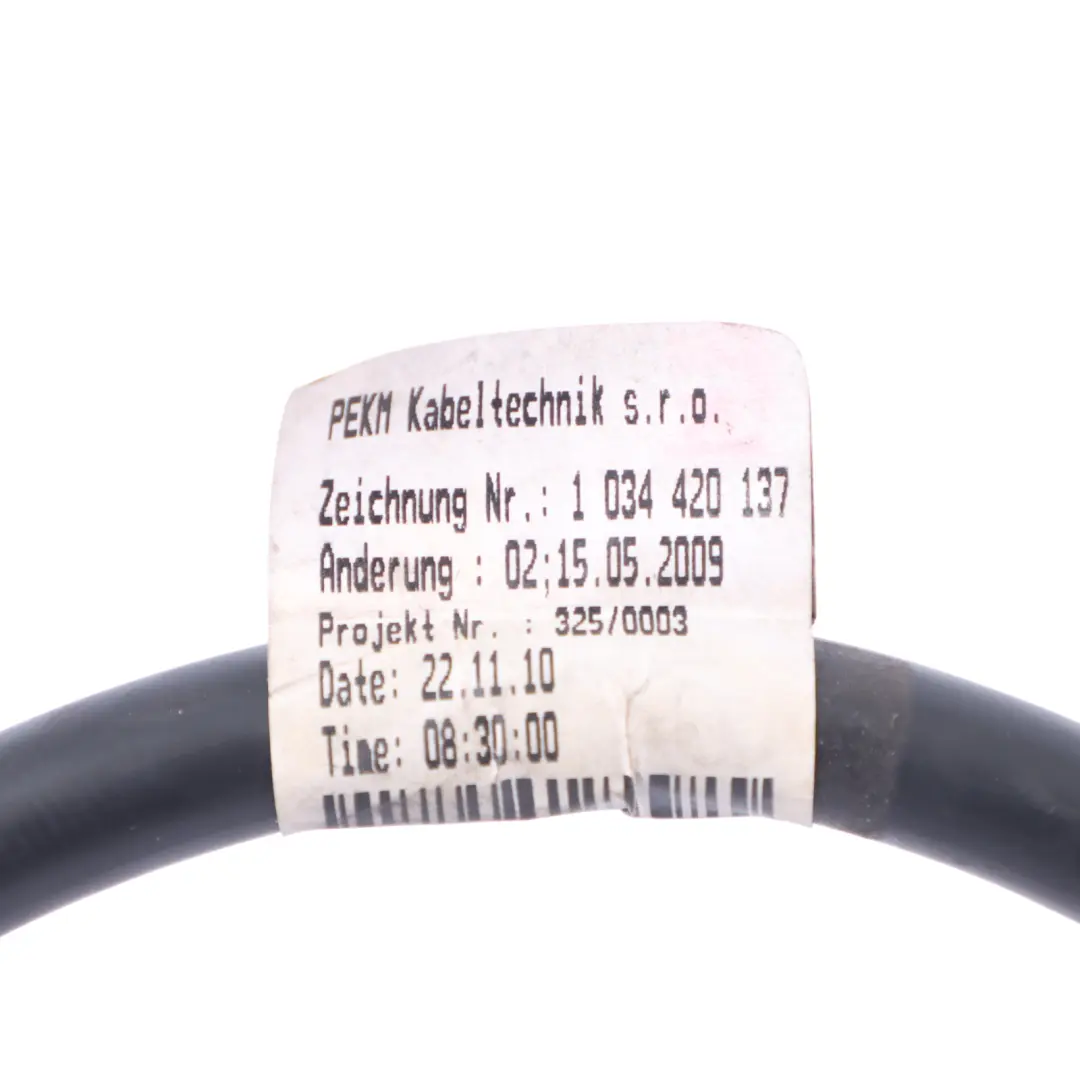 PEKM Kabeltechnik s.r.o.
Zeichnung Nr.: 1 034 420 137
Anderung : 02;15.05.2009
Projekt Nr. : 325/0003
Date: 22.11.10
Time: 08:30:00